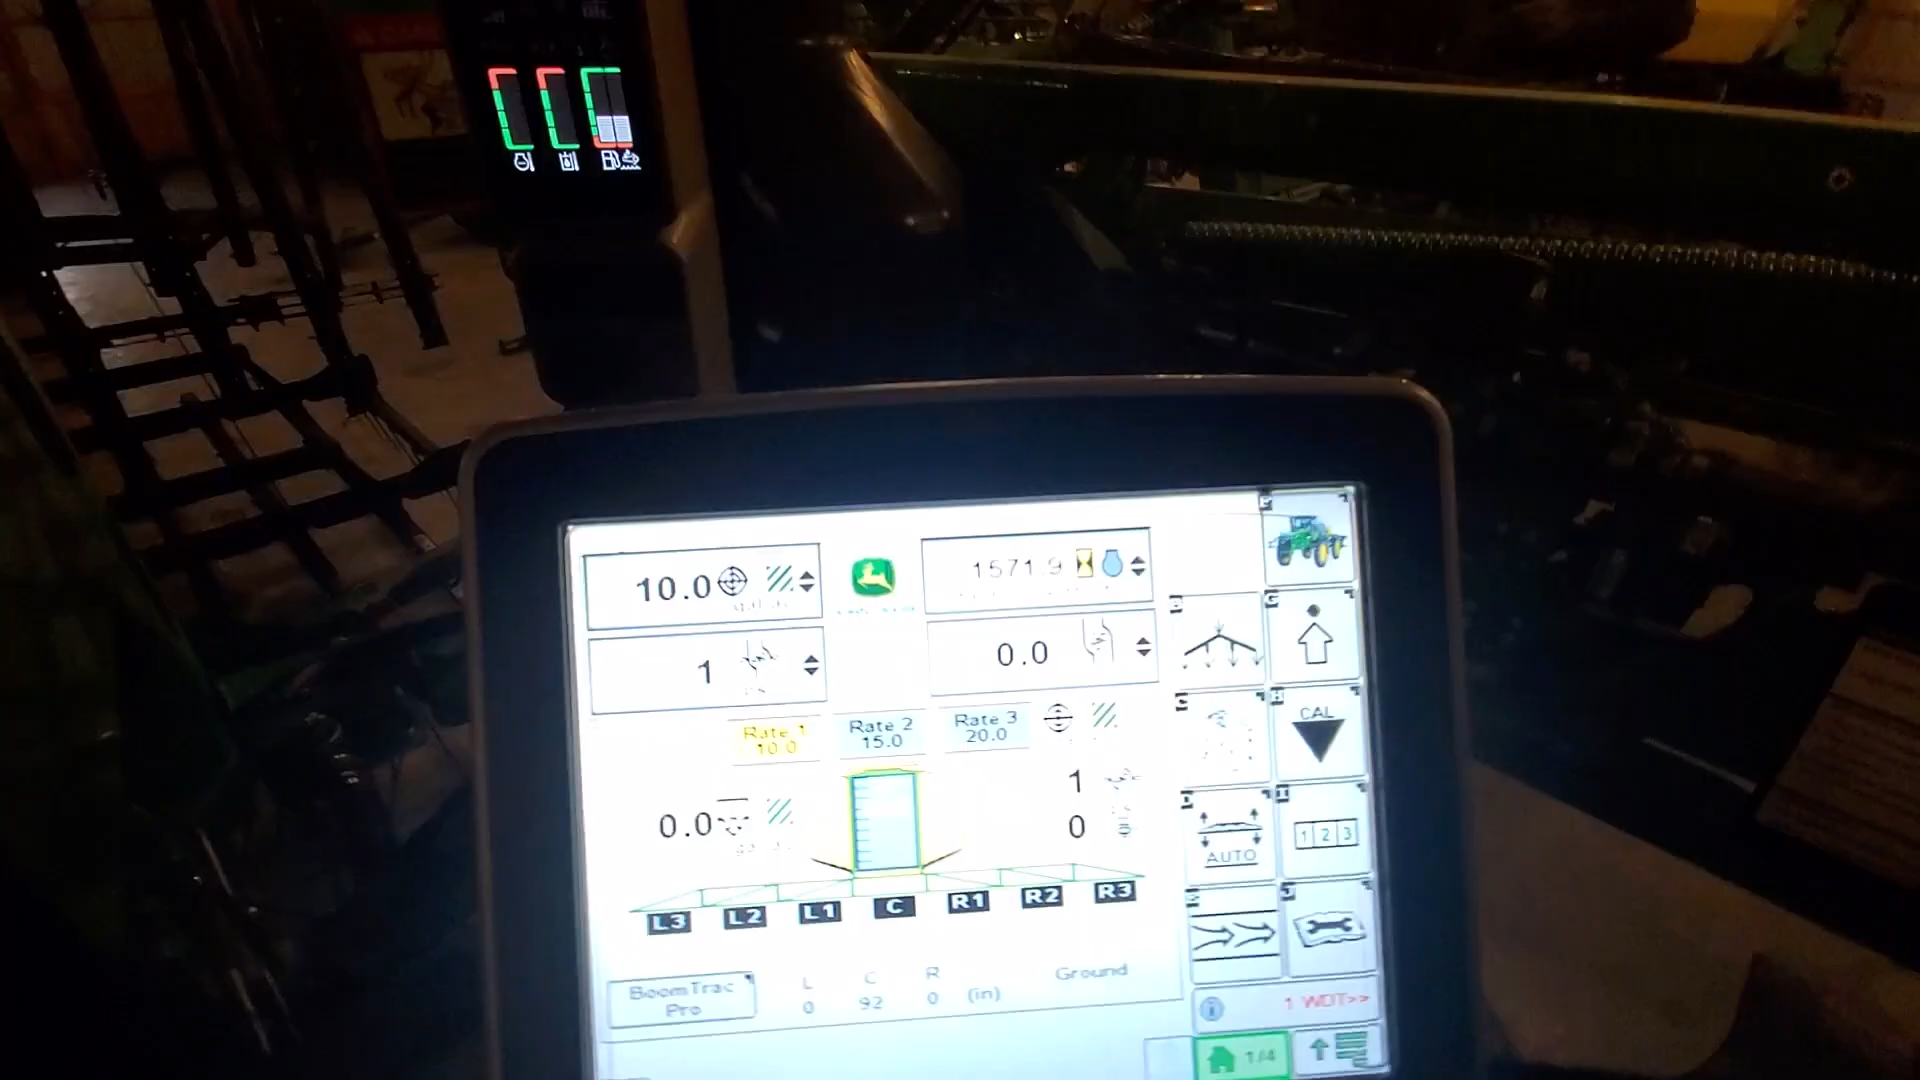 10.0
1571.9
1
0.0
Rate 1
10.0
Rate 2
15.0
Rate 3
20.0
CAL
1
0.0
0
AUTO
1 2 3
L3 L2 L1 C R1 R2 R3
BoomTrac
Pro
L C R
0 92 0 (in)
Ground
1 WDT>>
1/4